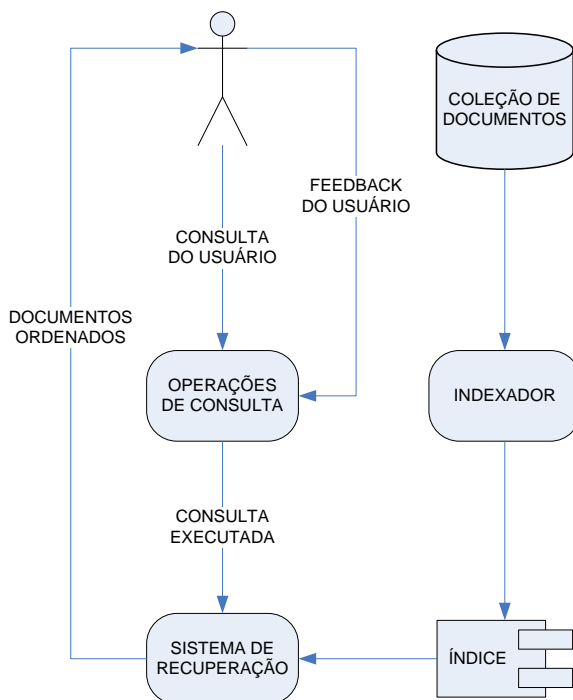 COLEÇÃO DE
DOCUMENTOS
FEEDBACK
DO USUÁRIO
CONSULTA
DO USUÁRIO
DOCUMENTOS
ORDENADOS
OPERAÇÕES
DE CONSULTA
INDEXADOR
CONSULTA
EXECUTADA
SISTEMA DE
RECUPERAÇÃO
ÍNDICE